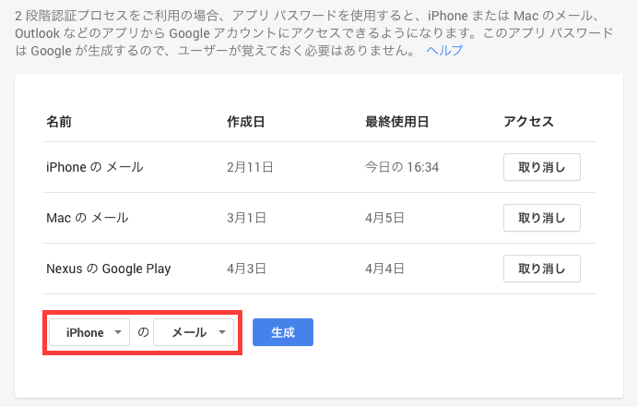 2 段階認証プロセスをご利用の場合、アプリ パスワードを使用すると、iPhone または Mac のメール、
Outlook などのアプリから Google アカウントにアクセスできるようになります。このアプリ パスワード
は Google が生成するので、ユーザーが覚えておく必要はありません。 ヘルプ
名前 作成日 最終使用日 アクセス
iPhone の メール 2月11日 今日の 16:34 取り消し
Mac の メール 3月1日 4月5日 取り消し
Nexus の Google Play 4月3日 4月4日 取り消し
iPhone の メール 生成